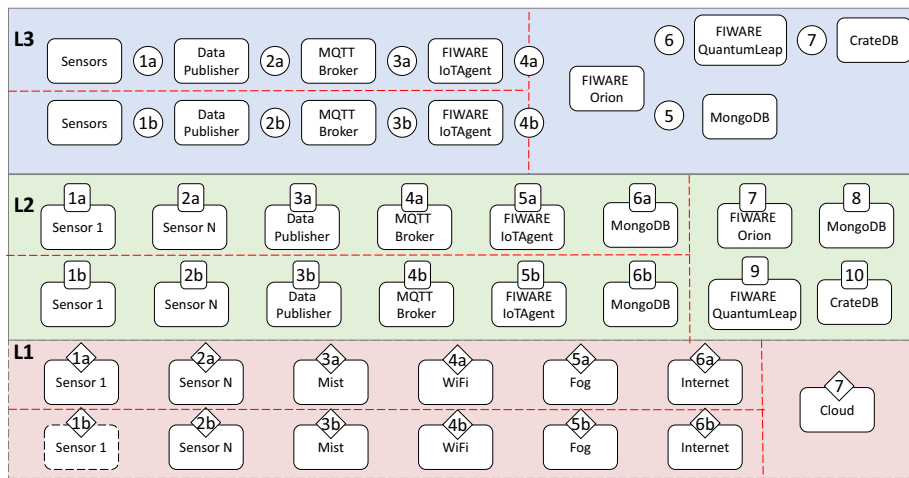 L3
Sensors
1a
Data
Publisher
2a
MQTT
Broker
3a
FIWARE
IoTAgent
4a
Sensors
1b
Data
Publisher
2b
MQTT
Broker
3b
FIWARE
IoTAgent
4b
FIWARE
Orion
6
FIWARE
QuantumLeap
7
CrateDB
5
MongoDB
L2
1a
Sensor 1
2a
Sensor N
3a
Data
Publisher
4a
MQTT
Broker
5a
FIWARE
IoTAgent
6a
MongoDB
1b
Sensor 1
2b
Sensor N
3b
Data
Publisher
4b
MQTT
Broker
5b
FIWARE
IoTAgent
6b
MongoDB
7
FIWARE
Orion
8
MongoDB
9
FIWARE
QuantumLeap
10
CrateDB
L1
1a
Sensor 1
2a
Sensor N
3a
Mist
4a
WiFi
5a
Fog
6a
Internet
1b
Sensor 1
2b
Sensor N
3b
Mist
4b
WiFi
5b
Fog
6b
Internet
7
Cloud